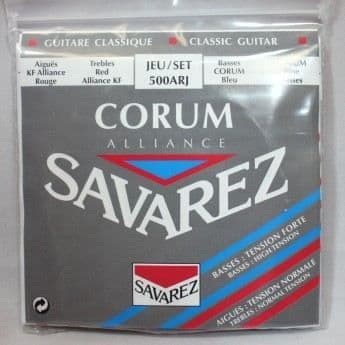 GUITARE CLASSIQUE CLASSIC GUITAR
Aiguës Trebles JEU/SET Basses
KF Alliance Red 500ARJ CORUM
Rouge Alliance KF Bleu
CORUM
ALLIANCE
SAVAREZ
BASSES : TENSION FORTE
BASSES : HIGH TENSION
SAVAREZ
AIGUES : TENSION NORMALE
TREBLES : NORMAL TENSION